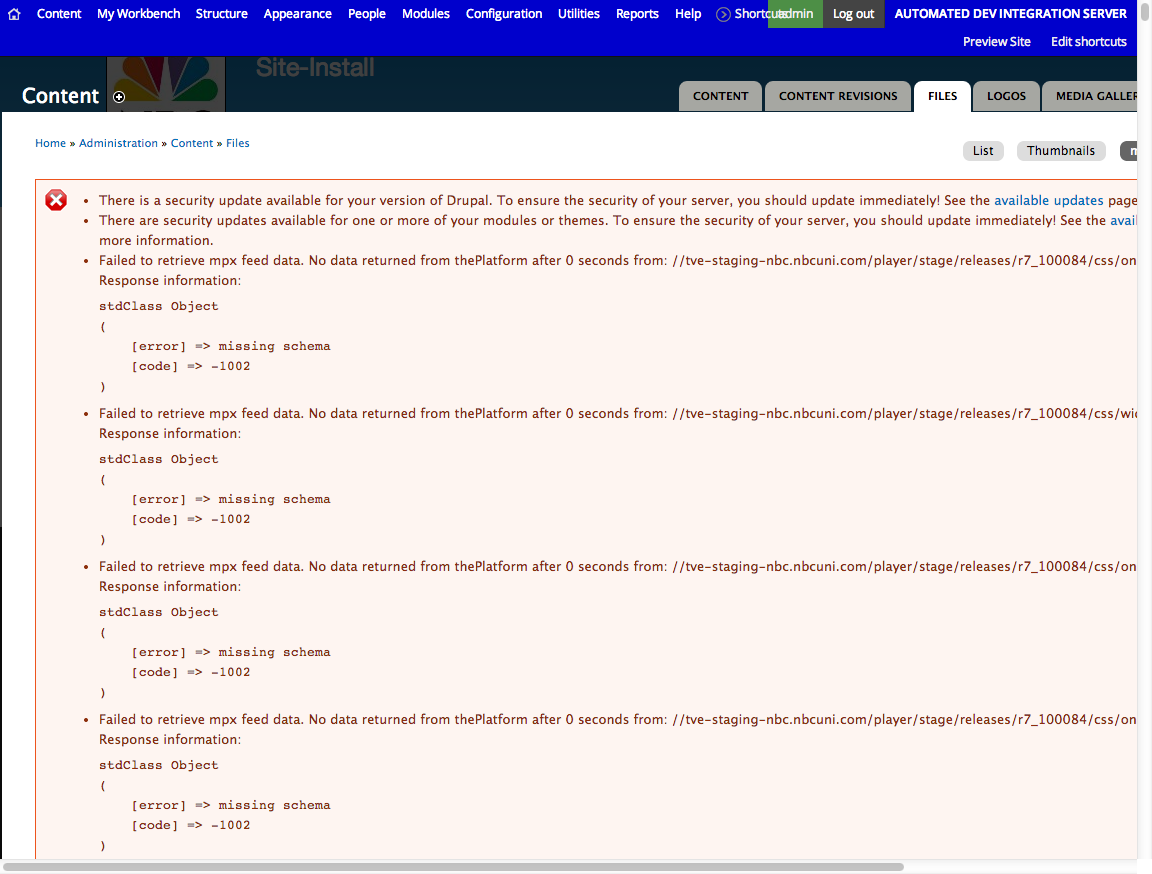 Content My Workbench Structure Appearance People Modules Configuration Utilities Reports Help Shortcuts admin Log out AUTOMATED DEV INTEGRATION SERVER
Preview Site Edit shortcuts
Site-Install
Content
CONTENT CONTENT REVISIONS FILES LOGOS MEDIA GALLER
Home » Administration » Content » Files
List Thumbnails m
There is a security update available for your version of Drupal. To ensure the security of your server, you should update immediately! See the available updates page
There are security updates available for one or more of your modules or themes. To ensure the security of your server, you should update immediately! See the avai
more information.
Failed to retrieve mpx feed data. No data returned from thePlatform after 0 seconds from: //tve-staging-nbc.nbcuni.com/player/stage/releases/r7_100084/css/on
Response information:
stdClass Object
(
[error] => missing schema
[code] => -1002
)
Failed to retrieve mpx feed data. No data returned from thePlatform after 0 seconds from: //tve-staging-nbc.nbcuni.com/player/stage/releases/r7_100084/css/wi
Response information:
stdClass Object
(
[error] => missing schema
[code] => -1002
)
Failed to retrieve mpx feed data. No data returned from thePlatform after 0 seconds from: //tve-staging-nbc.nbcuni.com/player/stage/releases/r7_100084/css/on
Response information:
stdClass Object
(
[error] => missing schema
[code] => -1002
)
Failed to retrieve mpx feed data. No data returned from thePlatform after 0 seconds from: //tve-staging-nbc.nbcuni.com/player/stage/releases/r7_100084/css/on
Response information:
stdClass Object
(
[error] => missing schema
[code] => -1002
)